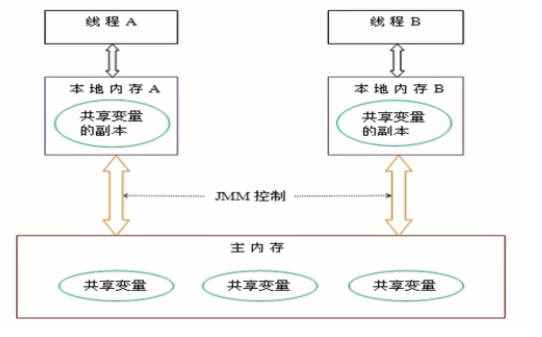 线程 A
线程 B
本地内存 A
本地内存 B
共享变量
的副本
共享变量
的副本
JMM 控制
主内存
共享变量
共享变量
共享变量